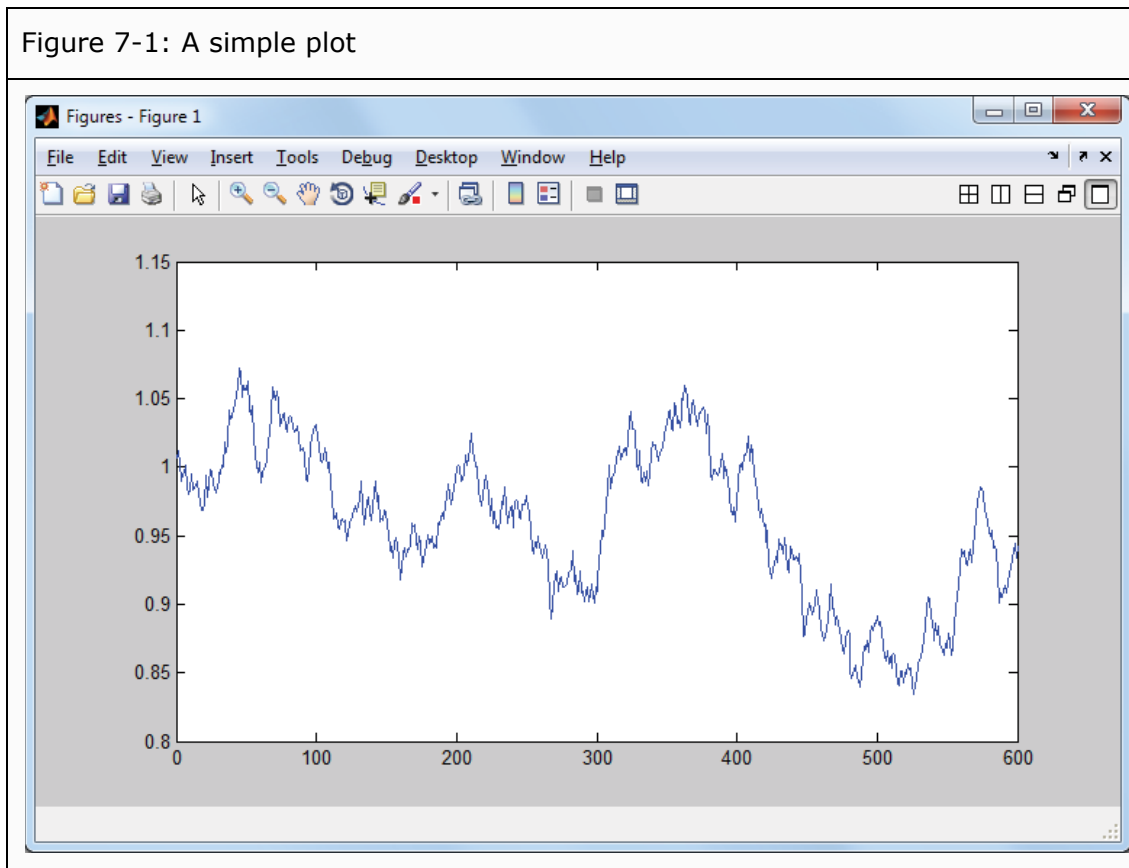 Figure 7-1: A simple plot
Figures - Figure 1
File Edit View Insert Tools Debug Desktop Window Help
1.15
1.1
1.05
1
0.95
0.9
0.85
0.8
0 100 200 300 400 500 600